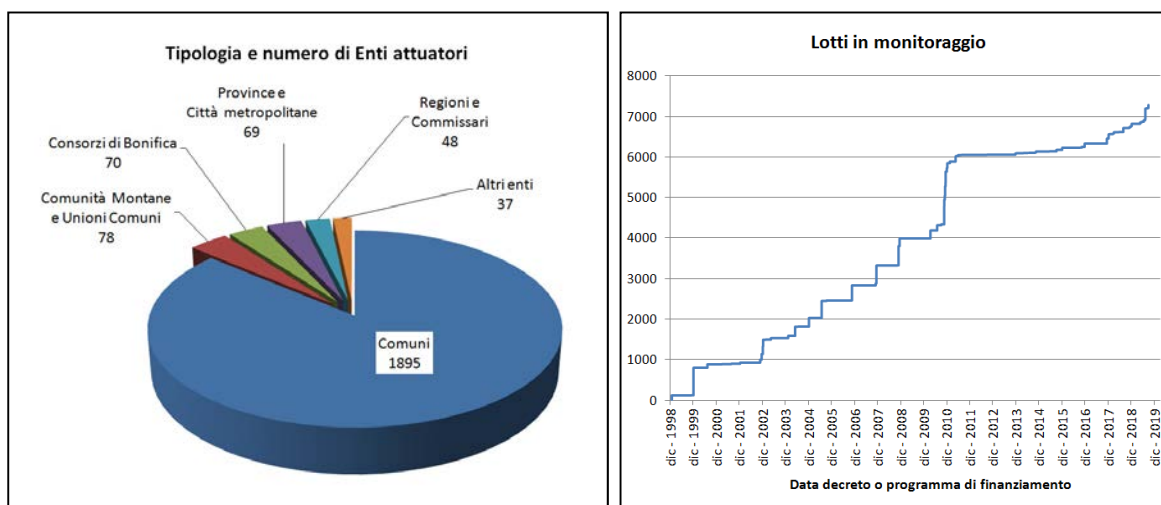 Tipologia e numero di Enti attuatori
Province e
Città metropolitane
69
Regioni e
Commissari
48
Consorzi di Bonifica
70
Altri enti
37
Comunità Montane
e Unioni Comuni
78
Comuni
1895
Lotti in monitoraggio
8000
7000
6000
5000
4000
3000
2000
1000
0
dic - 1998
dic - 1999
dic - 2000
dic - 2001
dic - 2002
dic - 2003
dic - 2004
dic - 2005
dic - 2006
dic - 2007
dic - 2008
dic - 2009
dic - 2010
dic - 2011
dic - 2012
dic - 2013
dic - 2014
dic - 2015
dic - 2016
dic - 2017
dic - 2018
dic - 2019
Data decreto o programma di finanziamento